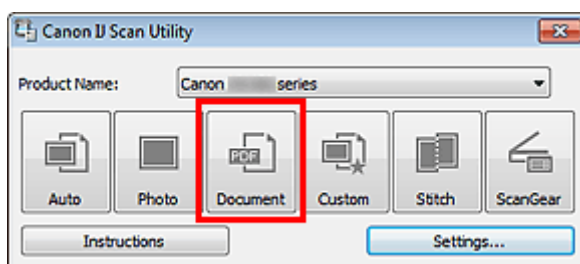 Canon IJ Scan Utility
Product Name: Canon series
PDF
Auto Photo Document Custom Stitch ScanGear
Instructions Settings...